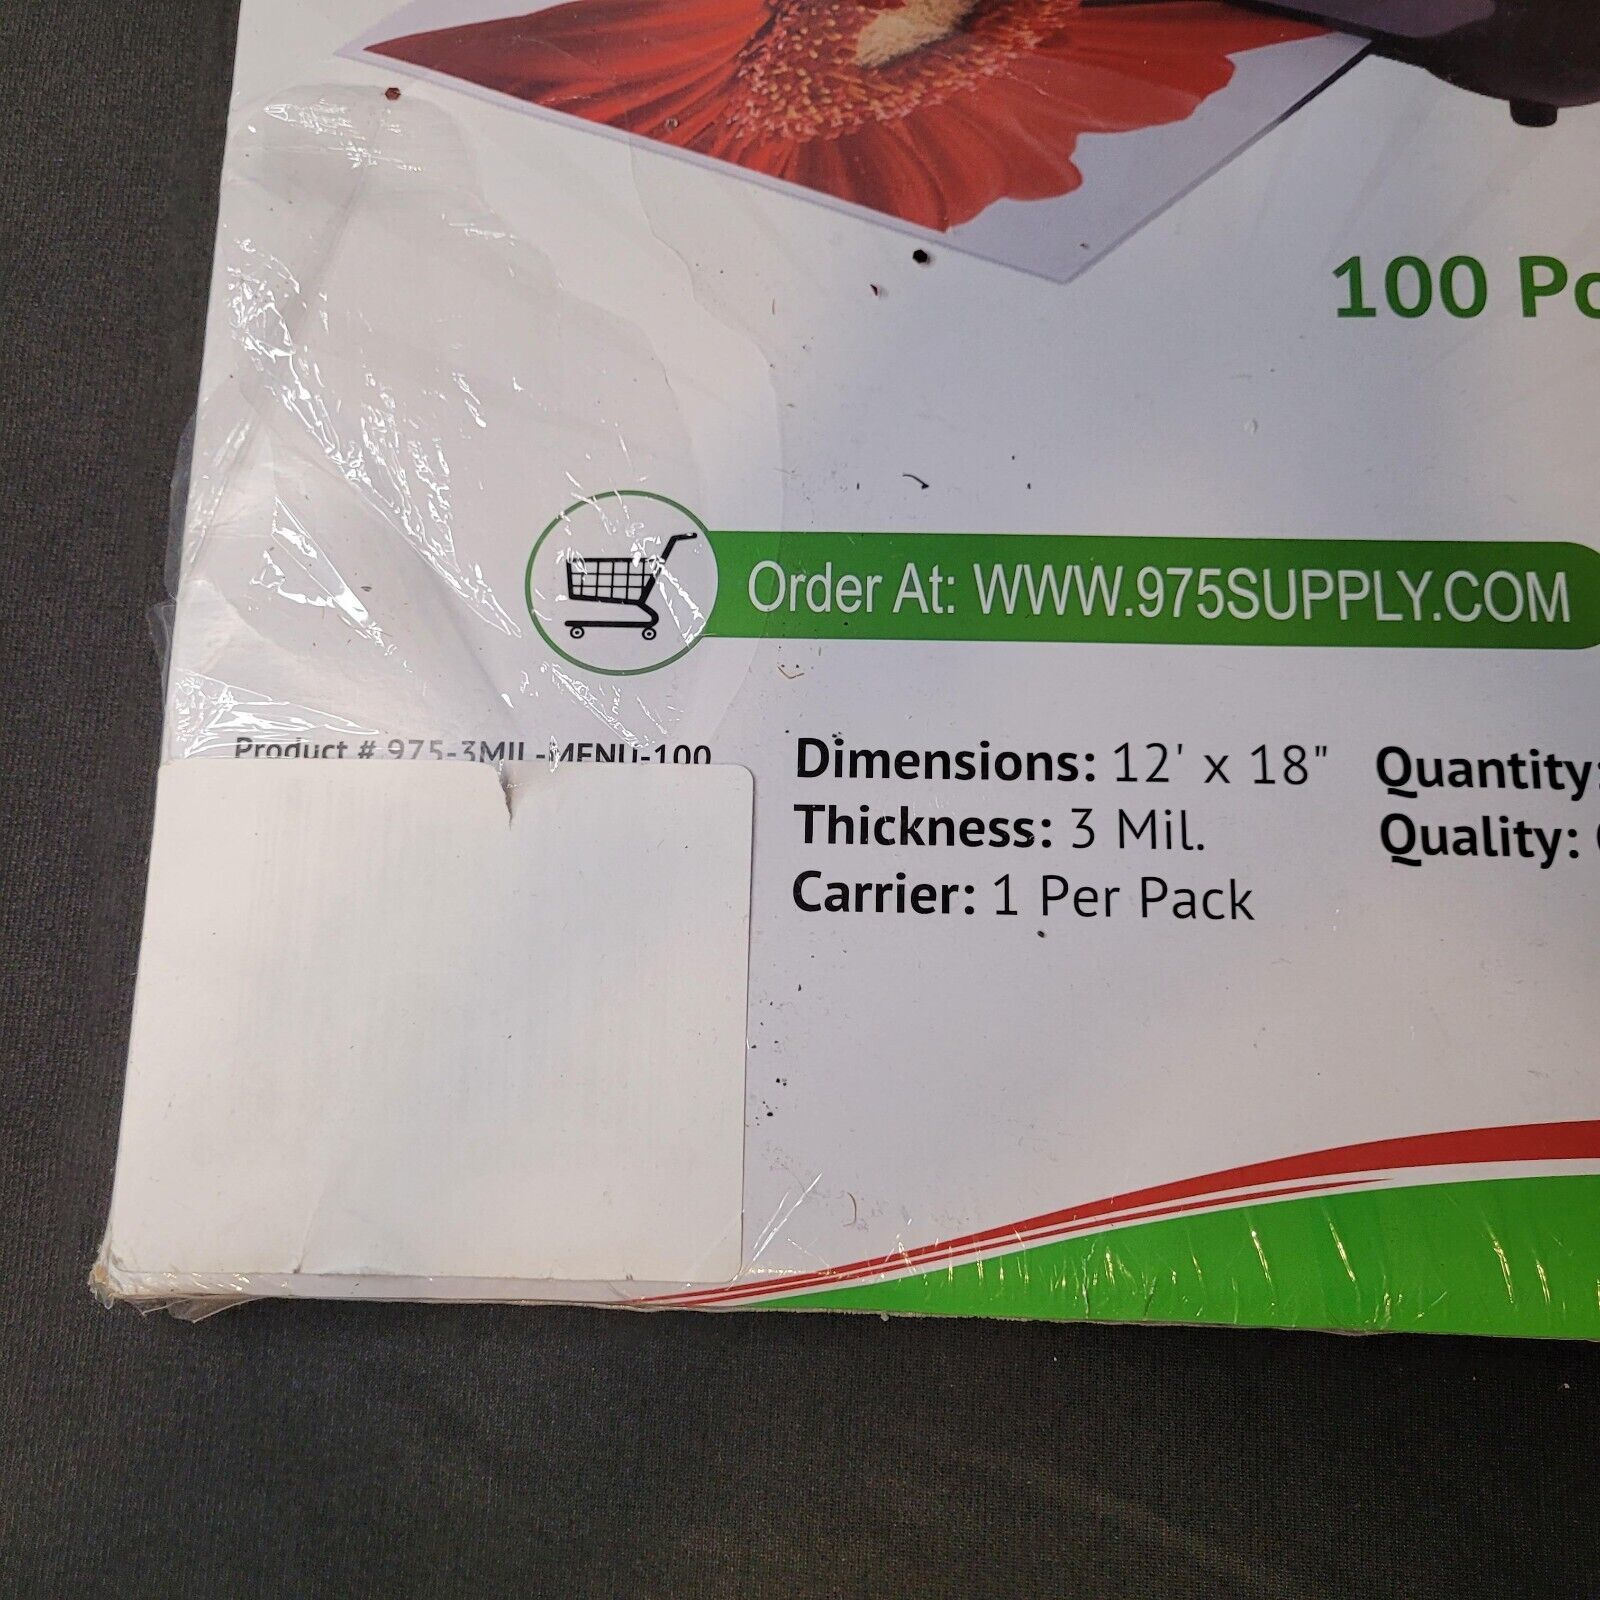 100
Order At: WWW.975SUPPLY.COM
Product # 975-3MIL-MENU-100
Dimensions: 12' x 18"
Thickness: 3 Mil.
Carrier: 1 Per Pack
Quantity:
Quality: